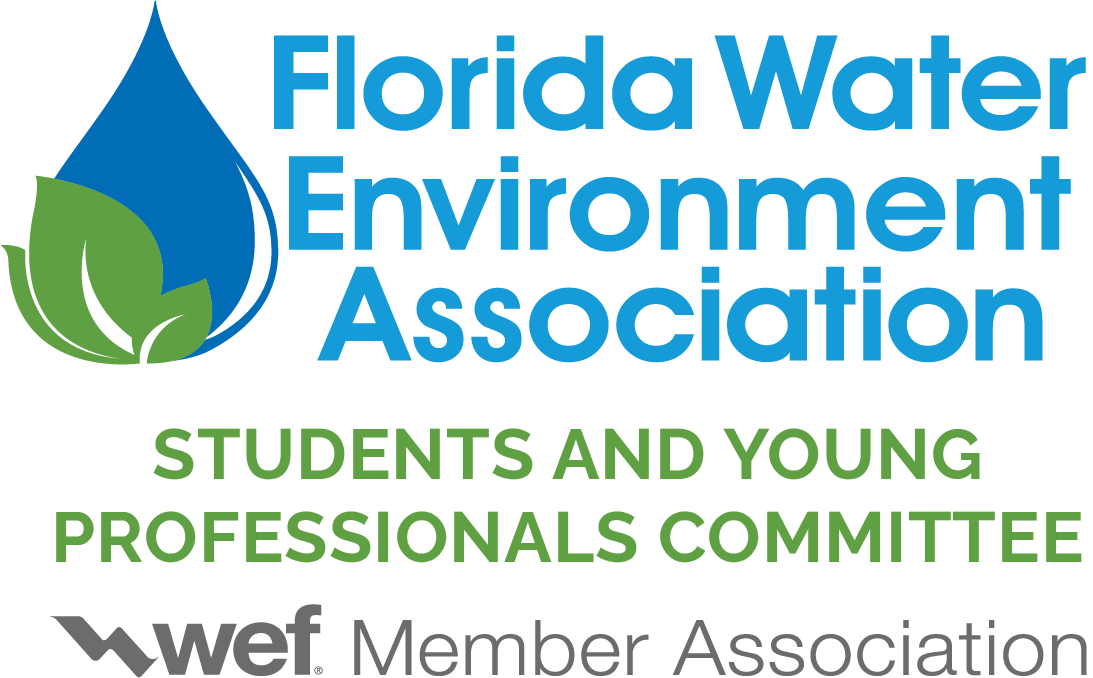 Florida Water
Environment
Association
STUDENTS AND YOUNG
PROFESSIONALS COMMITTEE
wef® Member Association